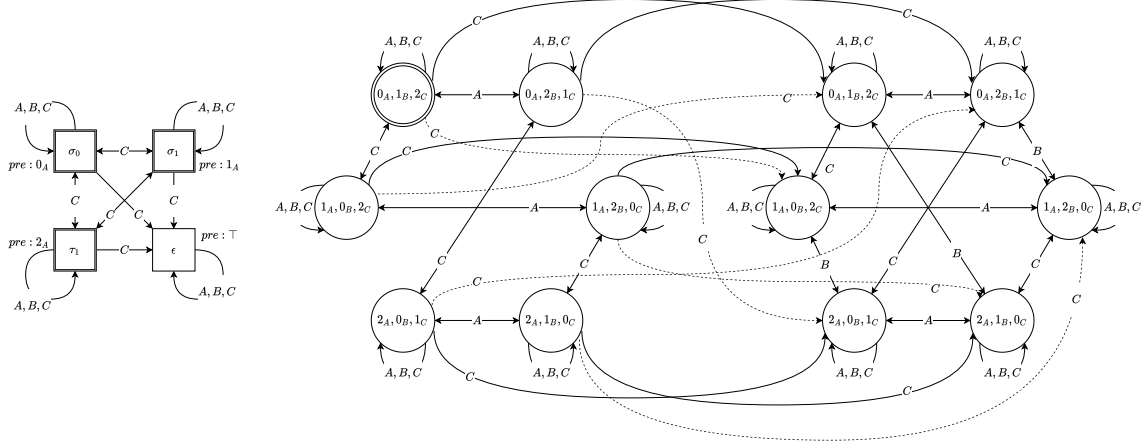 A, B, C A, B, C
σ₀ C σ₁
pre : 0_A pre : 1_A
C C C C
pre : 2_A pre : ⊤
τ₁ C ϵ
A, B, C A, B, C
C C
A, B, C A, B, C A, B, C A, B, C
0_A, 1_B, 2_C A 0_A, 2_B, 1_C C 0_A, 1_B, 2_C A 0_A, 2_B, 1_C
C
C C C C B
A, B, C 1_A, 0_B, 2_C A 1_A, 2_B, 0_C A, B, C A, B, C 1_A, 0_B, 2_C A 1_A, 2_B, 0_C A, B, C
C
C C B C B C
C C C
2_A, 0_B, 1_C A 2_A, 1_B, 0_C 2_A, 0_B, 1_C A 2_A, 1_B, 0_C
A, B, C A, B, C A, B, C A, B, C
C C